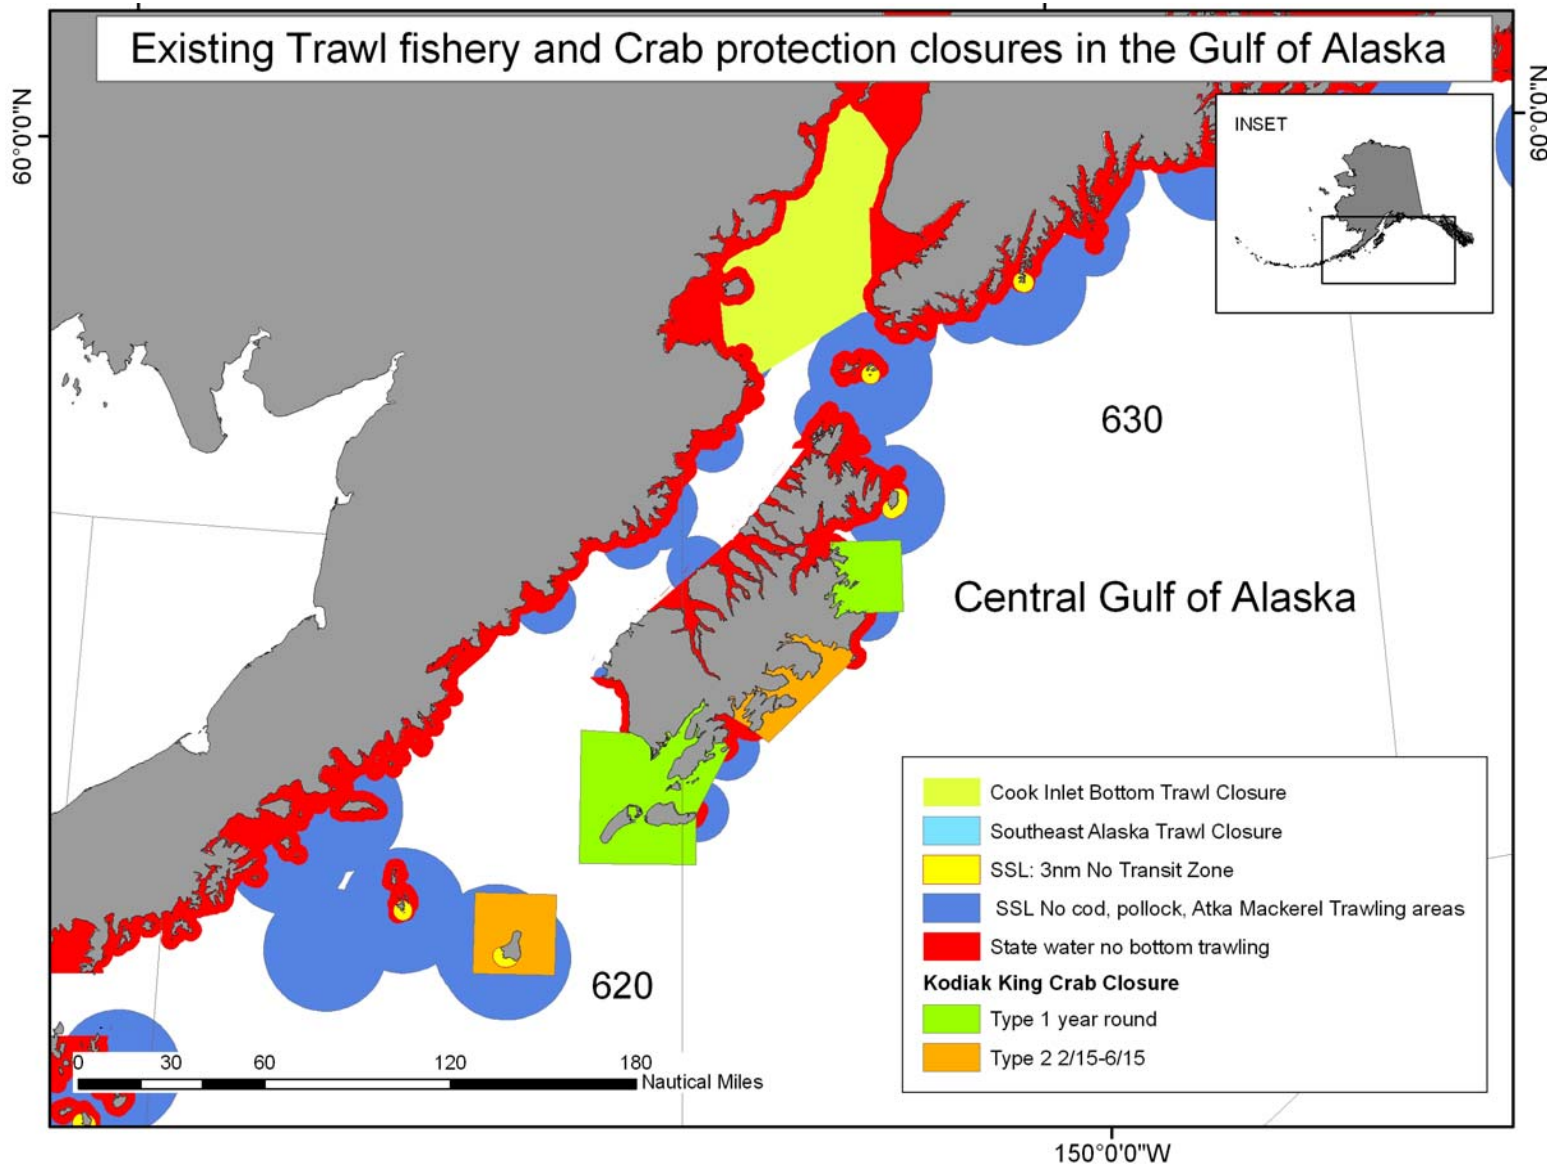 Existing Trawl fishery and Crab protection closures in the Gulf of Alaska
60°0'0"N
60°0'0"N
INSET
630
Central Gulf of Alaska
620
Cook Inlet Bottom Trawl Closure
Southeast Alaska Trawl Closure
SSL: 3nm No Transit Zone
SSL No cod, pollock, Atka Mackerel Trawling areas
State water no bottom trawling
Kodiak King Crab Closure
Type 1 year round
Type 2 2/15-6/15
0 30 60 120 180
Nautical Miles
150°0'0"W